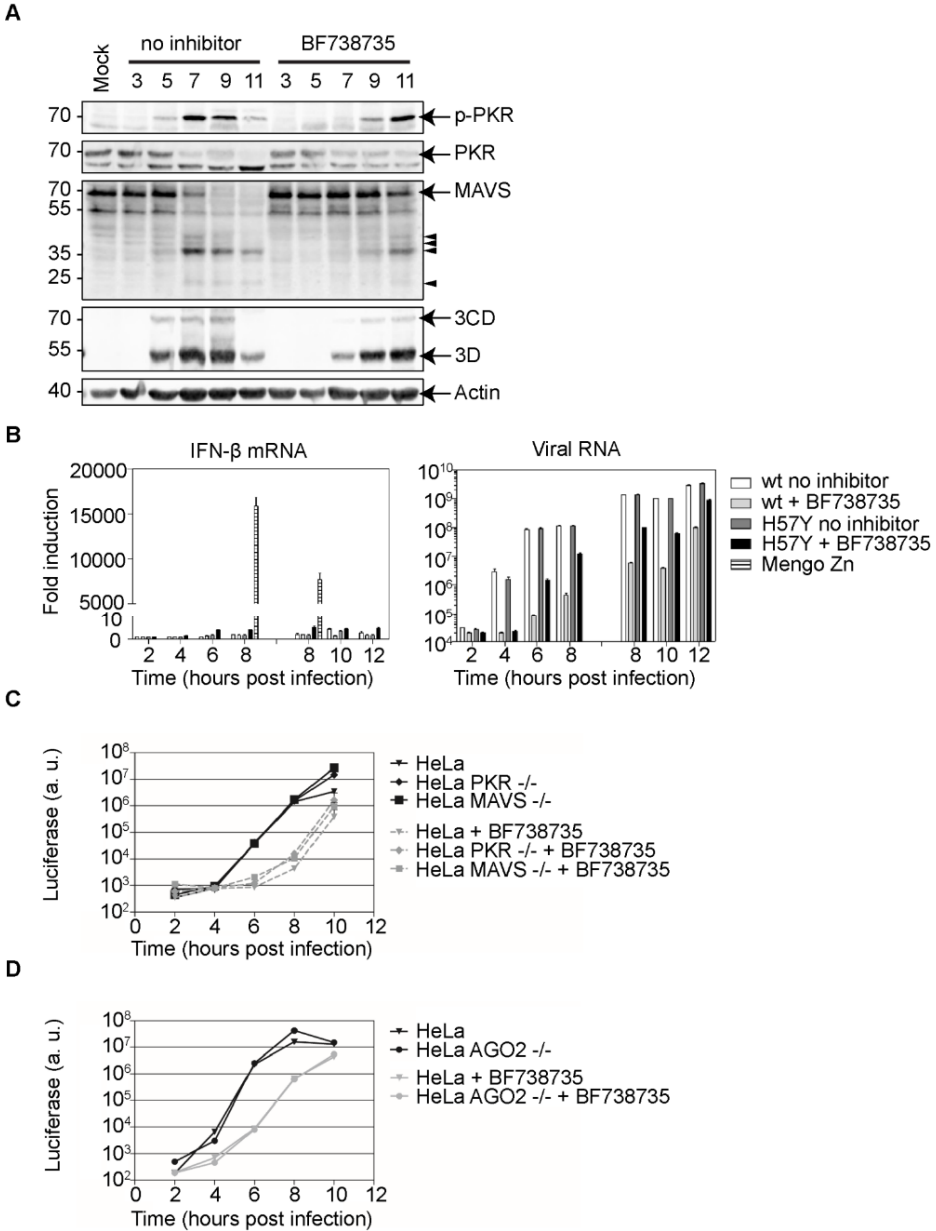 A
no inhibitor BF738735
Mock 3 5 7 9 11 3 5 7 9 11
70 p-PKR
70 PKR
70 MAVS
55
35
25
70 3CD
55 3D
40 Actin
B
IFN-β mRNA
Fold induction
20000
15000
10000
5000
10
0
2 4 6 8 8 10 12
Time (hours post infection)
Viral RNA
10^10
10^9
10^8
10^7
10^6
10^5
10^4
2 4 6 8 8 10 12
Time (hours post infection)
wt no inhibitor
wt + BF738735
H57Y no inhibitor
H57Y + BF738735
Mengo Zn
C
Luciferase (a. u.)
10^8
10^7
10^6
10^5
10^4
10^3
10^2
0 2 4 6 8 10 12
Time (hours post infection)
HeLa
HeLa PKR -/-
HeLa MAVS -/-
HeLa + BF738735
HeLa PKR -/- + BF738735
HeLa MAVS -/- + BF738735
D
Luciferase (a. u.)
10^8
10^7
10^6
10^5
10^4
10^3
10^2
0 2 4 6 8 10 12
Time (hours post infection)
HeLa
HeLa AGO2 -/-
HeLa + BF738735
HeLa AGO2 -/- + BF738735